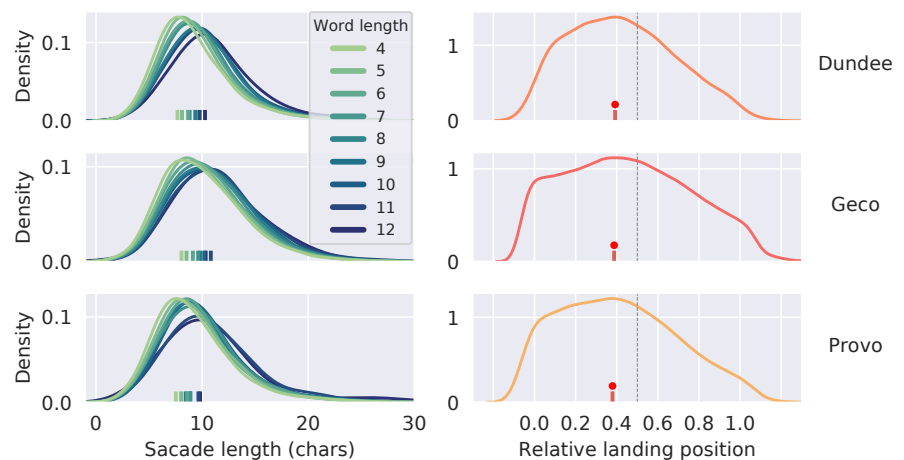 Word length
4
5
6
7
8
9
10
11
12
Density
0.1
0.0
1
0
Dundee
Density
0.1
0.0
1
0
Geco
Density
0.1
0.0
1
0
Provo
0 10 20 30
0.0 0.2 0.4 0.6 0.8 1.0
Sacade length (chars)
Relative landing position